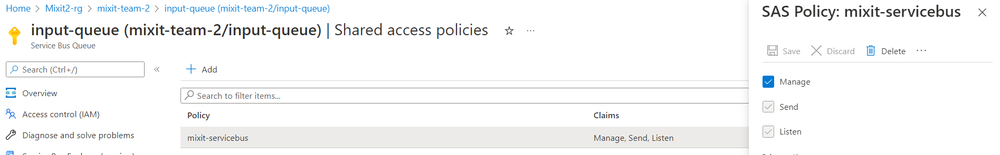 Home > Mixit2-rg > mixit-team-2 > input-queue (mixit-team-2/input-queue)
input-queue (mixit-team-2/input-queue) | Shared access policies
Service Bus Queue
Search (Ctrl+/)
Overview
Access control (IAM)
Diagnose and solve problems
Add
Search to filter items...
Policy Claims
mixit-servicebus Manage, Send, Listen
SAS Policy: mixit-servicebus
Save Discard Delete
Manage
Send
Listen